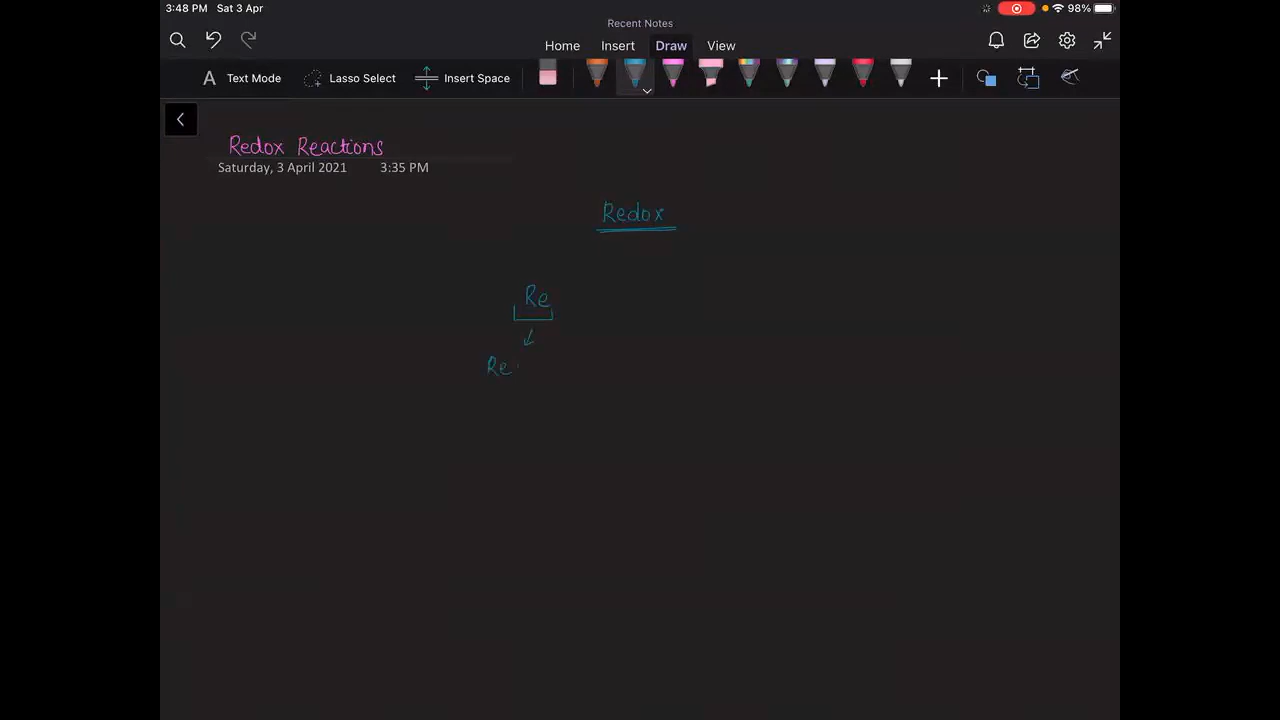 3:48 PM Sat 3 Apr 98%
Recent Notes
Home Insert Draw View
A Text Mode Lasso Select Insert Space
Redox Reactions
Saturday, 3 April 2021 3:35 PM
Redox
Re
Re